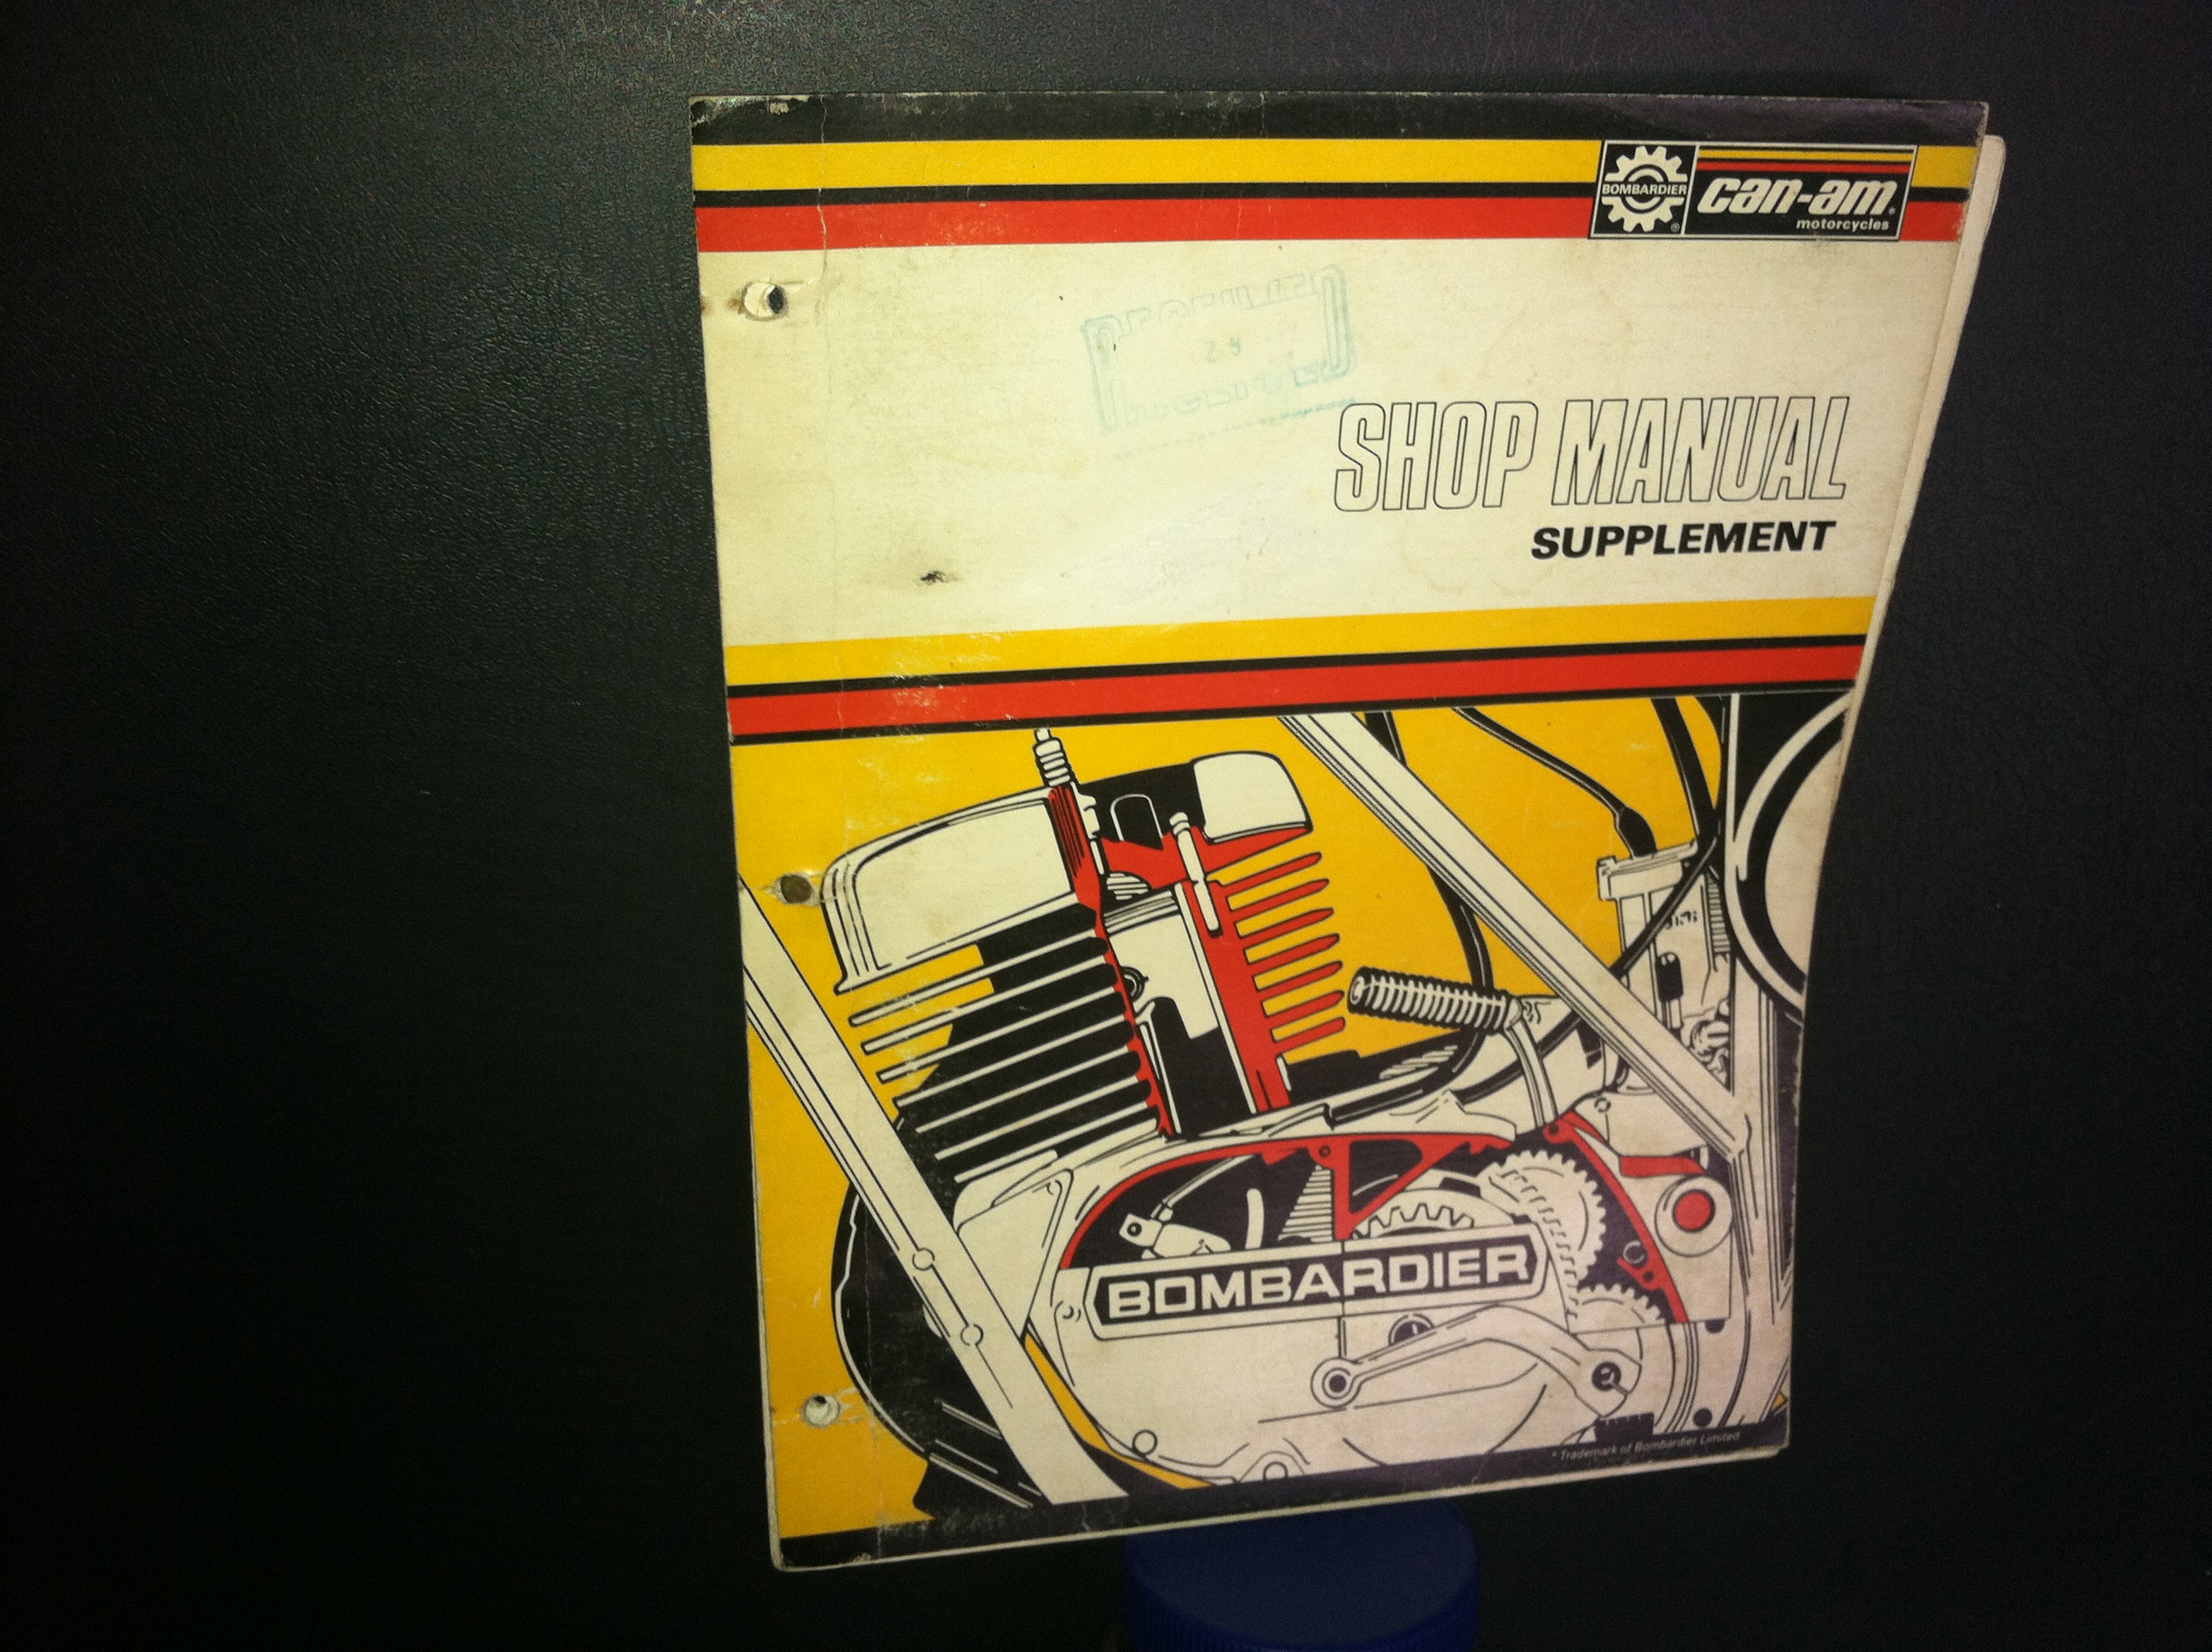 BOMBARDIER
®
can-am®
motorcycles
SHOP MANUAL
SUPPLEMENT
BOMBARDIER
* Trademark of Bombardier Limited